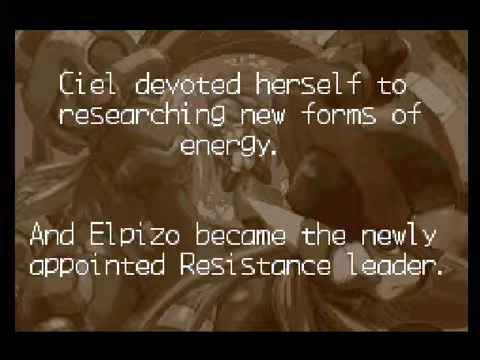 Ciel devoted herself to
researching new forms of
energy.
And Elpizo became the newly
appointed Resistance leader.